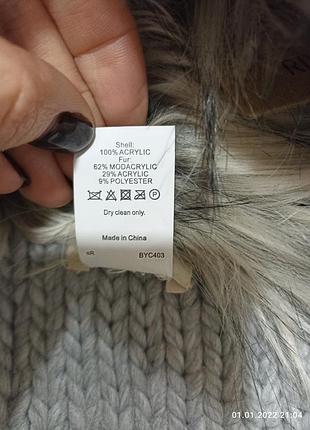 Shell:
100% ACRYLIC
Fur:
62% MODACRYLIC
29% ACRYLIC
9% POLYESTER
Dry clean only.
Made in China
BYC403
01.01.2022 04:01